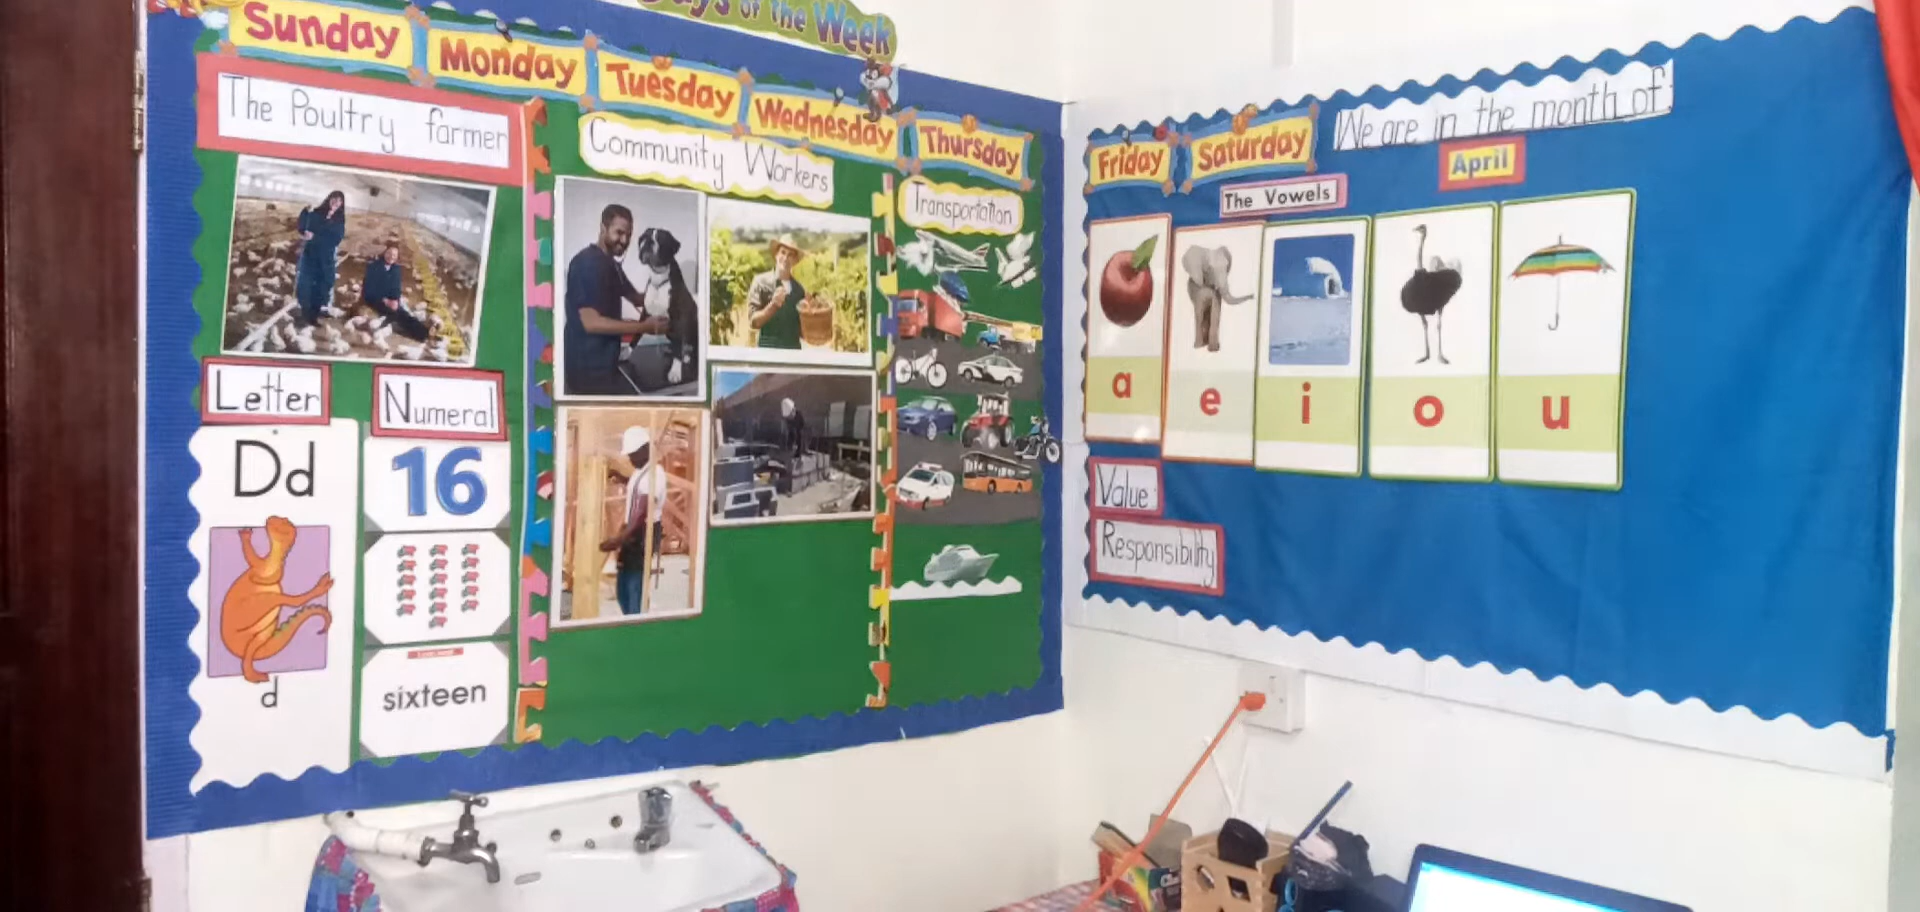 Days of the Week
Sunday
Monday
Tuesday
Wednesday
Thursday
Friday
Saturday
The Poultry farmer
Community Workers
Transportation
We are in the month of:
April
The Vowels
Letter
Numeral
Dd
16
d
sixteen
a
e
i
o
u
Value:
Responsibility